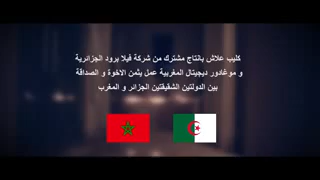 كليب علاش بانتاج مشترك من شركة فيلا برود الجزائرية
و موغادور ديجيتال المغربية عمل يثمن الاخوة و الصداقة
بين الدولتين الشقيقتين الجزائر و المغرب